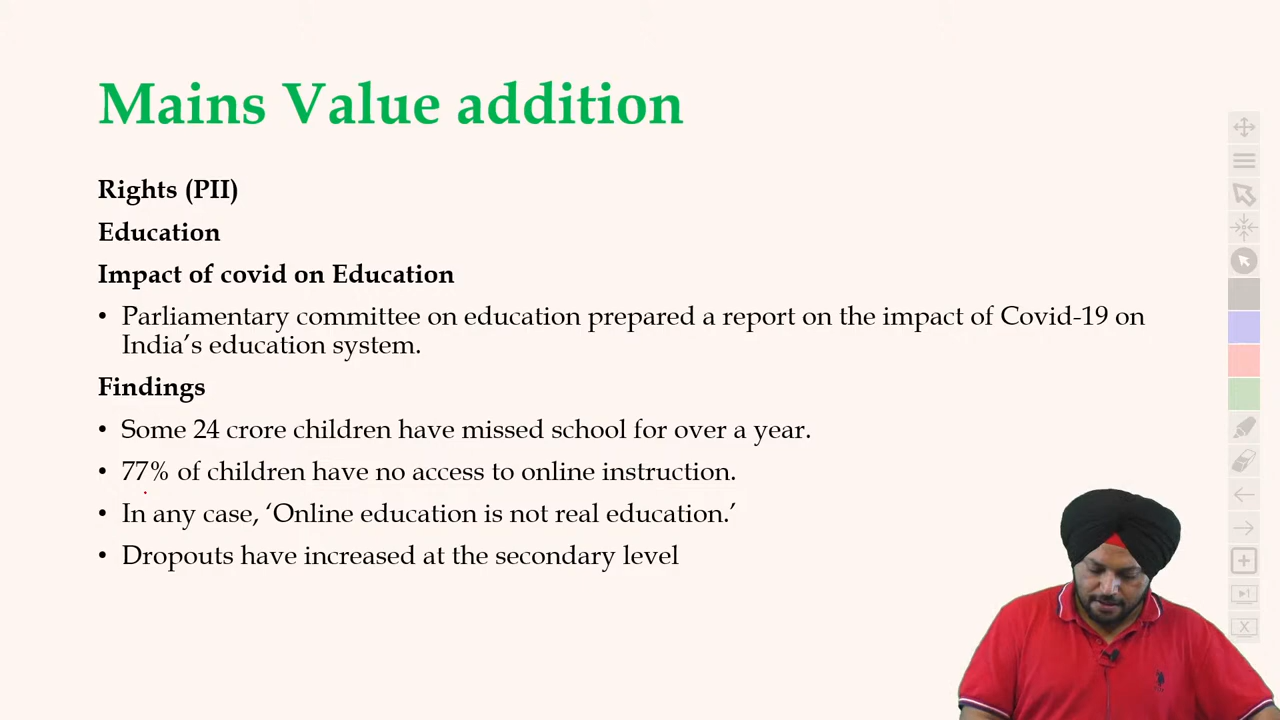 Mains Value addition
Rights (PII)
Education
Impact of covid on Education
• Parliamentary committee on education prepared a report on the impact of Covid-19 on
India’s education system.
Findings
• Some 24 crore children have missed school for over a year.
• 77% of children have no access to online instruction.
• In any case, ‘Online education is not real education.’
• Dropouts have increased at the secondary level